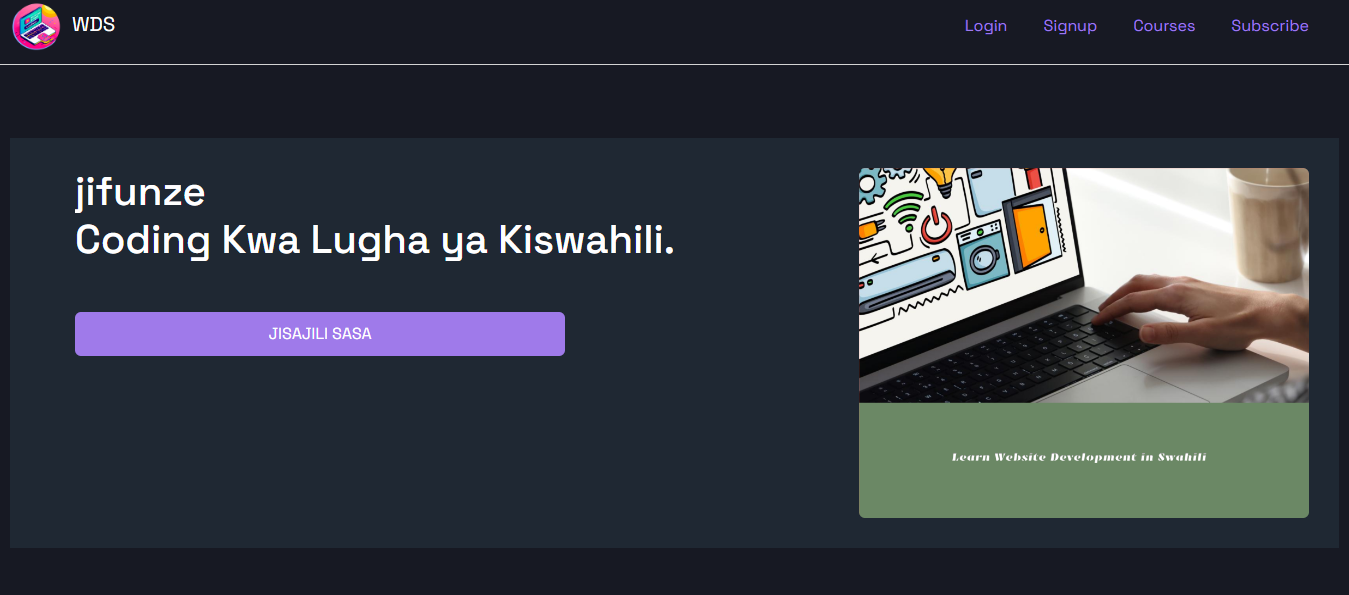 WDS
Login Signup Courses Subscribe
jifunze
Coding Kwa Lugha ya Kiswahili.
JISAJILI SASA
Learn Website Development in Swahili